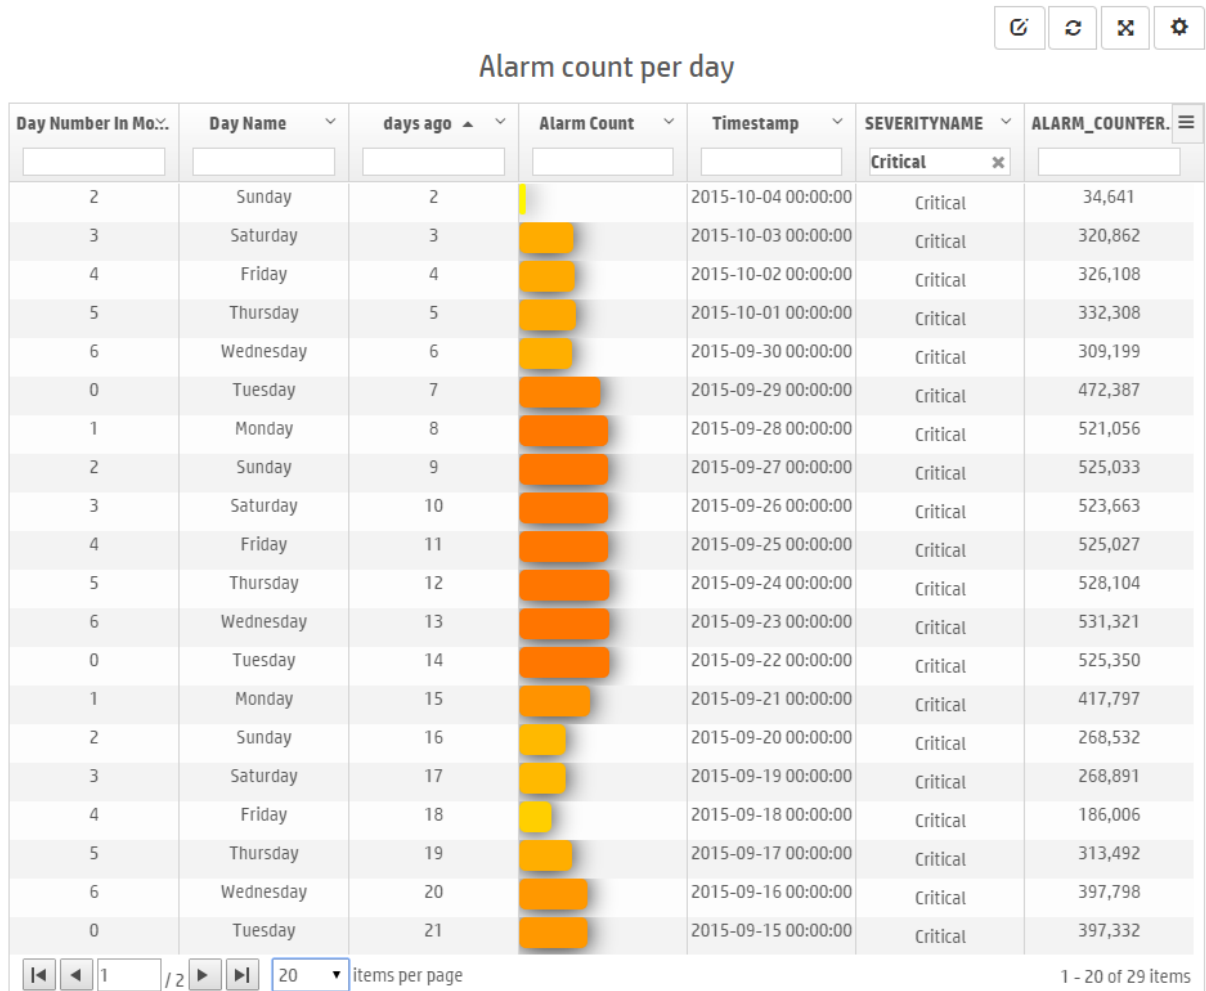 Alarm count per day
Day Number In Mo... Day Name days ago Alarm Count Timestamp SEVERITYNAME ALARM_COUNTER.
Critical
2 Sunday 2 2015-10-04 00:00:00 Critical 34,641
3 Saturday 3 2015-10-03 00:00:00 Critical 320,862
4 Friday 4 2015-10-02 00:00:00 Critical 326,108
5 Thursday 5 2015-10-01 00:00:00 Critical 332,308
6 Wednesday 6 2015-09-30 00:00:00 Critical 309,199
0 Tuesday 7 2015-09-29 00:00:00 Critical 472,387
1 Monday 8 2015-09-28 00:00:00 Critical 521,056
2 Sunday 9 2015-09-27 00:00:00 Critical 525,033
3 Saturday 10 2015-09-26 00:00:00 Critical 523,663
4 Friday 11 2015-09-25 00:00:00 Critical 525,027
5 Thursday 12 2015-09-24 00:00:00 Critical 528,104
6 Wednesday 13 2015-09-23 00:00:00 Critical 531,321
0 Tuesday 14 2015-09-22 00:00:00 Critical 525,350
1 Monday 15 2015-09-21 00:00:00 Critical 417,797
2 Sunday 16 2015-09-20 00:00:00 Critical 268,532
3 Saturday 17 2015-09-19 00:00:00 Critical 268,891
4 Friday 18 2015-09-18 00:00:00 Critical 186,006
5 Thursday 19 2015-09-17 00:00:00 Critical 313,492
6 Wednesday 20 2015-09-16 00:00:00 Critical 397,798
0 Tuesday 21 2015-09-15 00:00:00 Critical 397,332
1 / 2 20 items per page 1 - 20 of 29 items